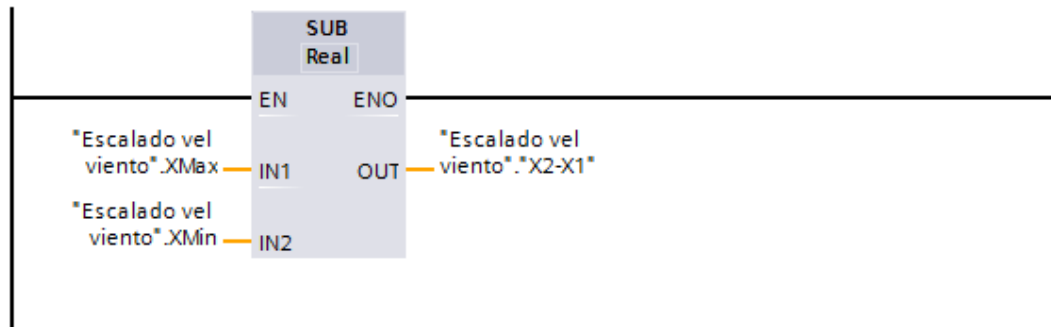 SUB
Real
EN ENO
"Escalado vel
viento".XMax
IN1
OUT
"Escalado vel
viento"."X2-X1"
"Escalado vel
viento".XMin
IN2